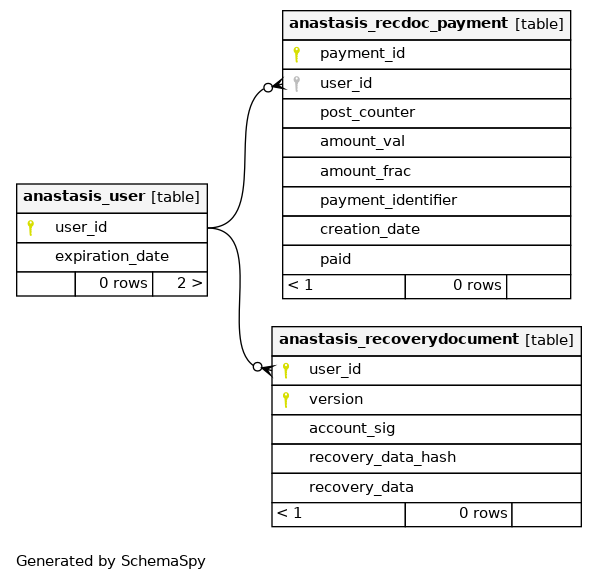 anastasis_recdoc_payment [table]
payment_id
user_id
post_counter
amount_val
amount_frac
payment_identifier
creation_date
paid
< 1 0 rows
anastasis_user [table]
user_id
expiration_date
0 rows 2 >
anastasis_recoverydocument [table]
user_id
version
account_sig
recovery_data_hash
recovery_data
< 1 0 rows
Generated by SchemaSpy